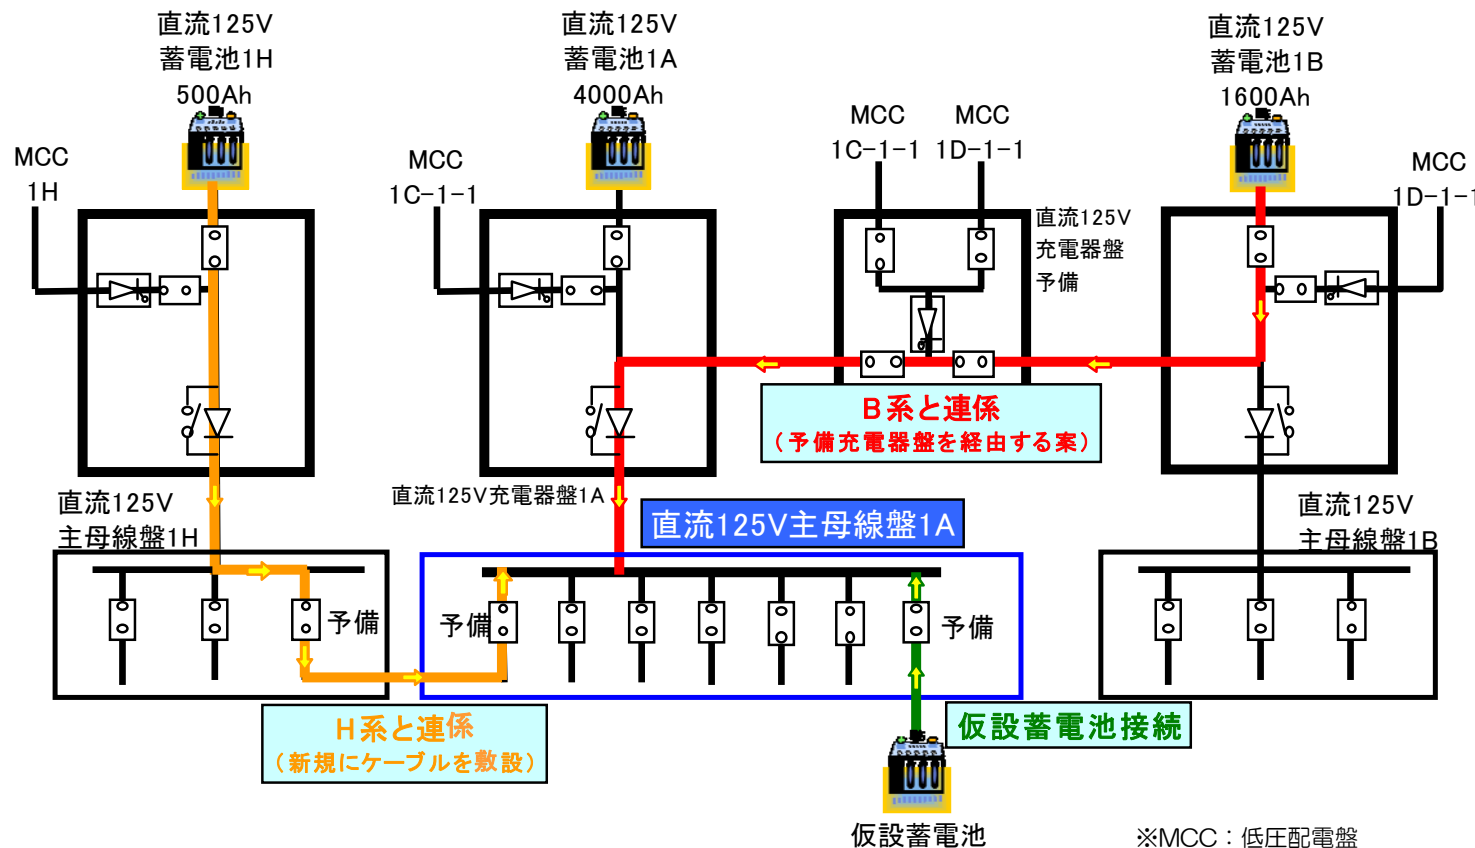 直流125V
蓄電池1H
500Ah
直流125V
蓄電池1A
4000Ah
直流125V
蓄電池1B
1600Ah
MCC
1H
MCC
1C-1-1
MCC
1C-1-1
MCC
1D-1-1
MCC
1D-1-1
直流125V
充電器盤
予備
B系と連係
（予備充電器盤を経由する案）
直流125V充電器盤1A
直流125V
主母線盤1H
直流125V主母線盤1A
直流125V
主母線盤1B
予備
予備
予備
H系と連係
（新規にケーブルを敷設）
仮設蓄電池接続
仮設蓄電池
※MCC：低圧配電盤